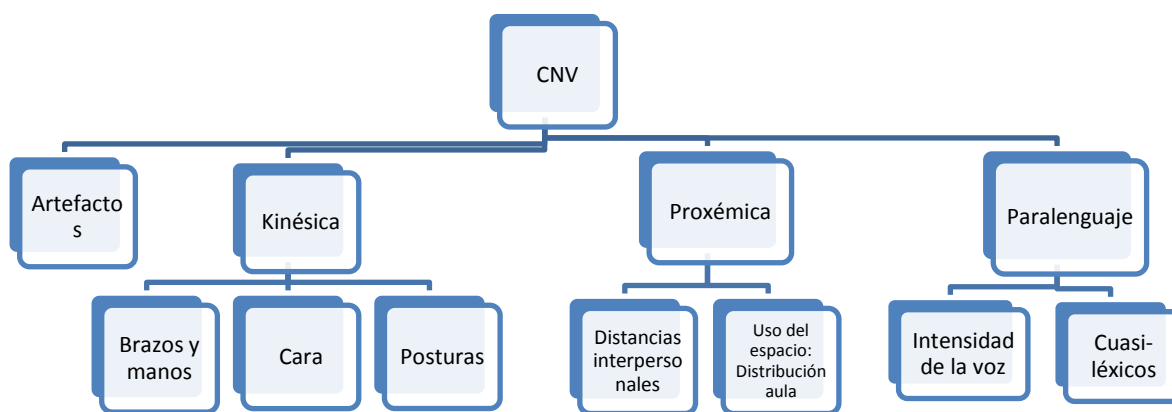 CNV
Artefacto
s
Kinésica
Proxémica
Paralenguaje
Brazos y
manos
Cara
Posturas
Distancias
interperso
nales
Uso del
espacio:
Distribución
aula
Intensidad
de la voz
Cuasi-
léxicos